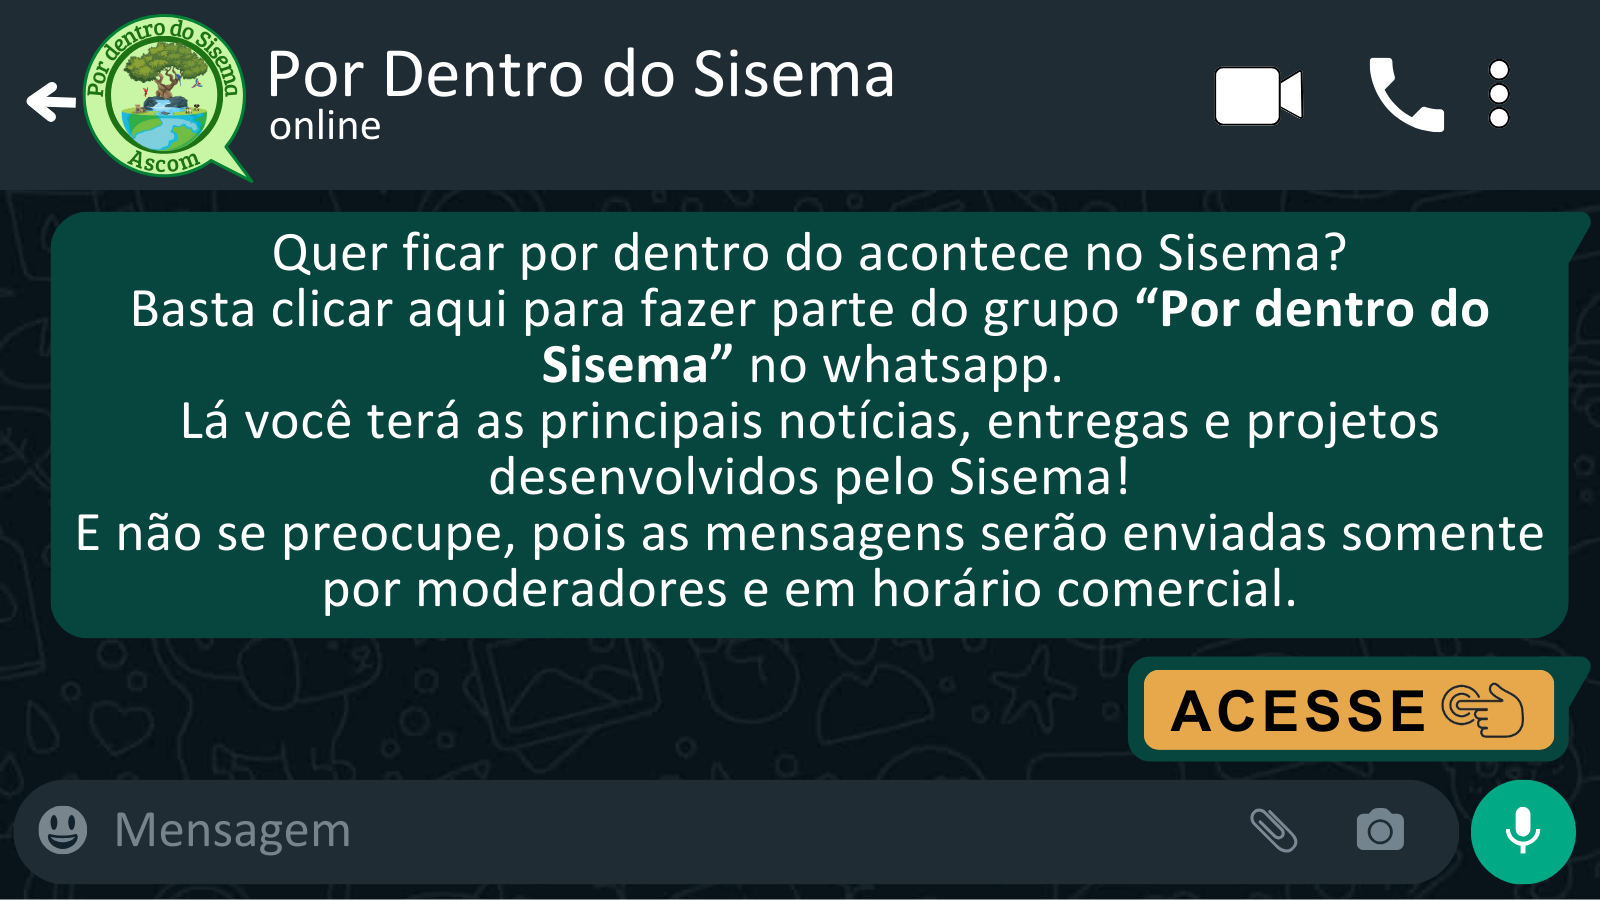 Por dentro do Sisema
Ascom
Por Dentro do Sisema
online
Quer ficar por dentro do acontece no Sisema?
Basta clicar aqui para fazer parte do grupo “Por dentro do
Sisema” no whatsapp.
Lá você terá as principais notícias, entregas e projetos
desenvolvidos pelo Sisema!
E não se preocupe, pois as mensagens serão enviadas somente
por moderadores e em horário comercial.
ACESSE
Mensagem